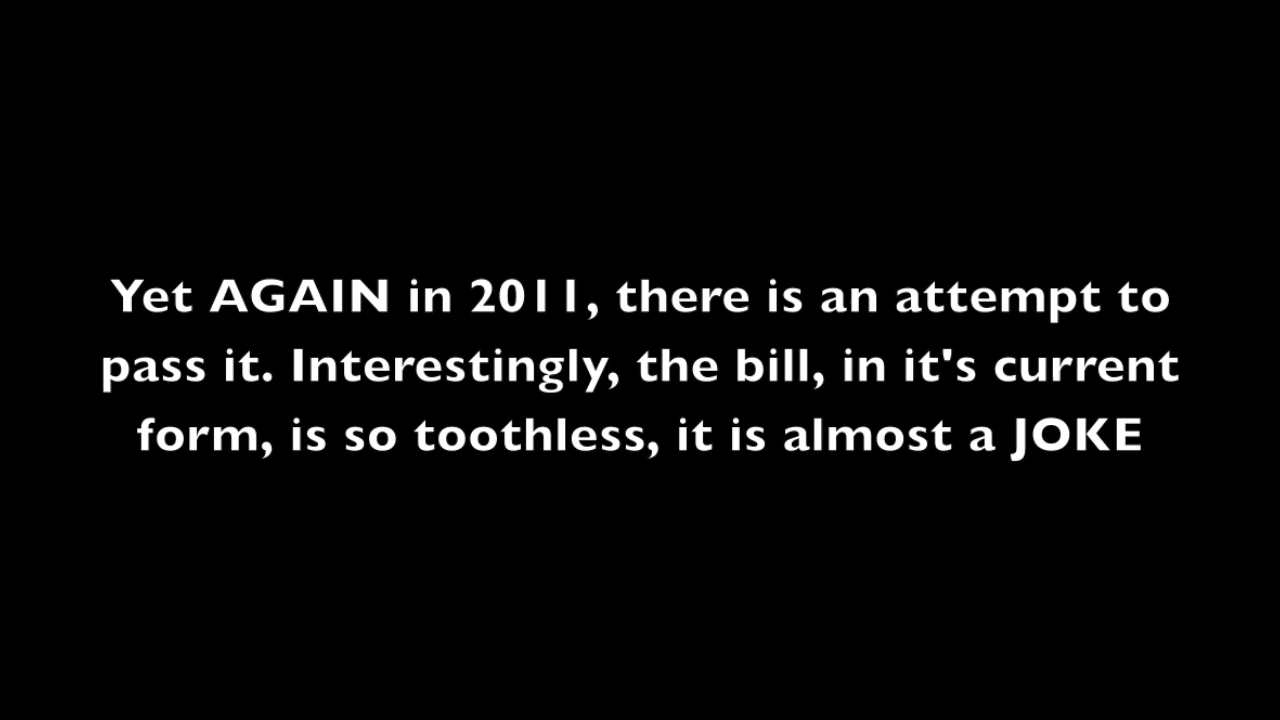 Yet AGAIN in 2011, there is an attempt to
pass it. Interestingly, the bill, in it's current
form, is so toothless, it is almost a JOKE